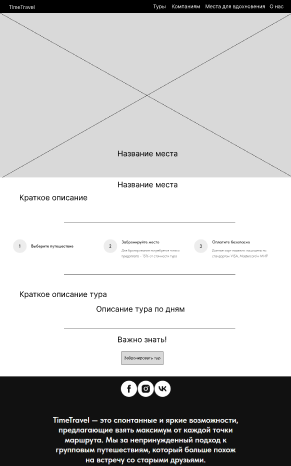 TimeTravel
Туры Компаниям Места для вдохновения О нас
Название места
Название места
Краткое описание
1 Выберите путешествие
2 Забронируйте место
3 Оплатите безопасно
Краткое описание тура
Описание тура по дням
Важно знать!
Забронировать тур
TimeTravel — это спонтанные и яркие возможности,
предлагающие взять максимум от каждой точки
маршрута. Мы за непринужденный подход к
групповым путешествиям, который больше похож
на встречу со старыми друзьями.